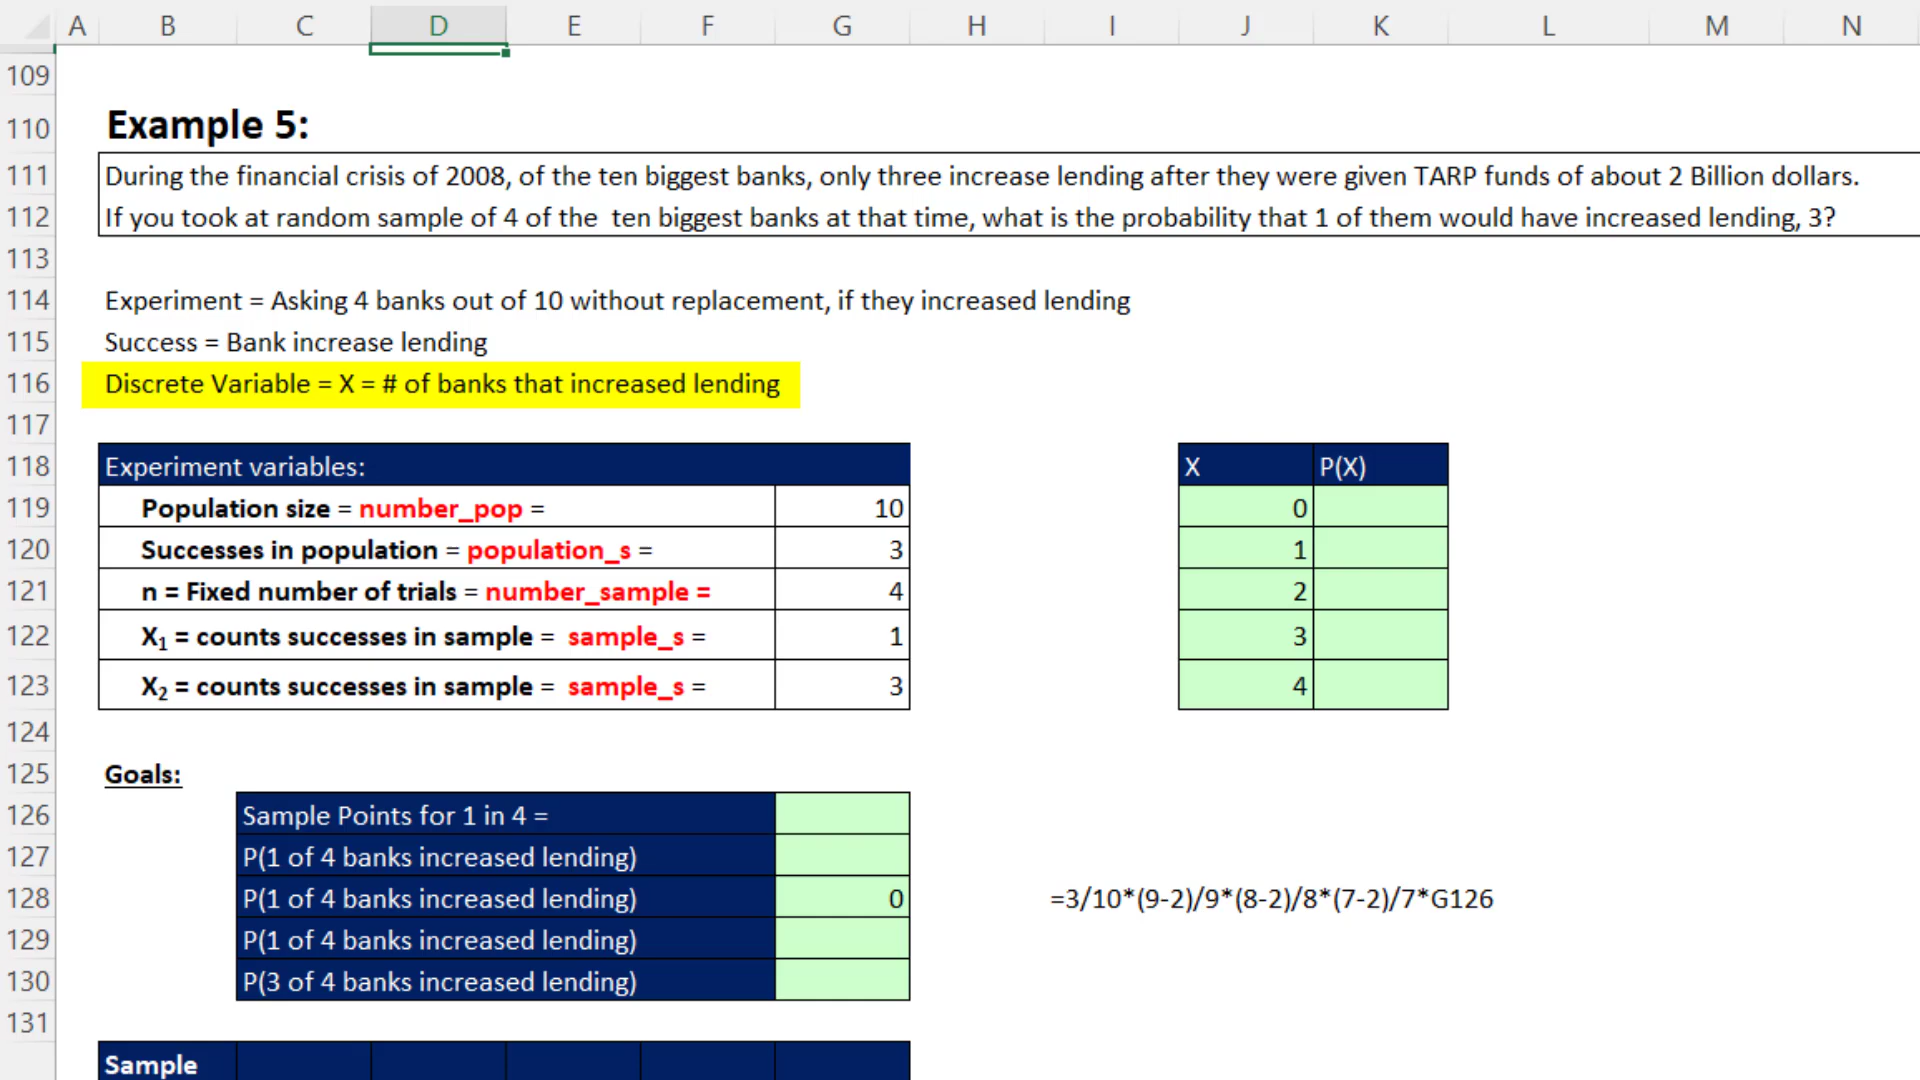 A B C D E F G H I J K L M N
109
110 Example 5:
111 During the financial crisis of 2008, of the ten biggest banks, only three increase lending after they were given TARP funds of about 2 Billion dollars.
112 If you took at random sample of 4 of the ten biggest banks at that time, what is the probability that 1 of them would have increased lending, 3?
113
114 Experiment = Asking 4 banks out of 10 without replacement, if they increased lending
115 Success = Bank increase lending
116 Discrete Variable = X = # of banks that increased lending
117
118 Experiment variables: X P(X)
119 Population size = number_pop = 10 0
120 Successes in population = population_s = 3 1
121 n = Fixed number of trials = number_sample = 4 2
122 X₁ = counts successes in sample = sample_s = 1 3
123 X₂ = counts successes in sample = sample_s = 3 4
124
125 Goals:
126 Sample Points for 1 in 4 =
127 P(1 of 4 banks increased lending)
128 P(1 of 4 banks increased lending) 0 =3/10*(9-2)/9*(8-2)/8*(7-2)/7*G126
129 P(1 of 4 banks increased lending)
130 P(3 of 4 banks increased lending)
131
Sample